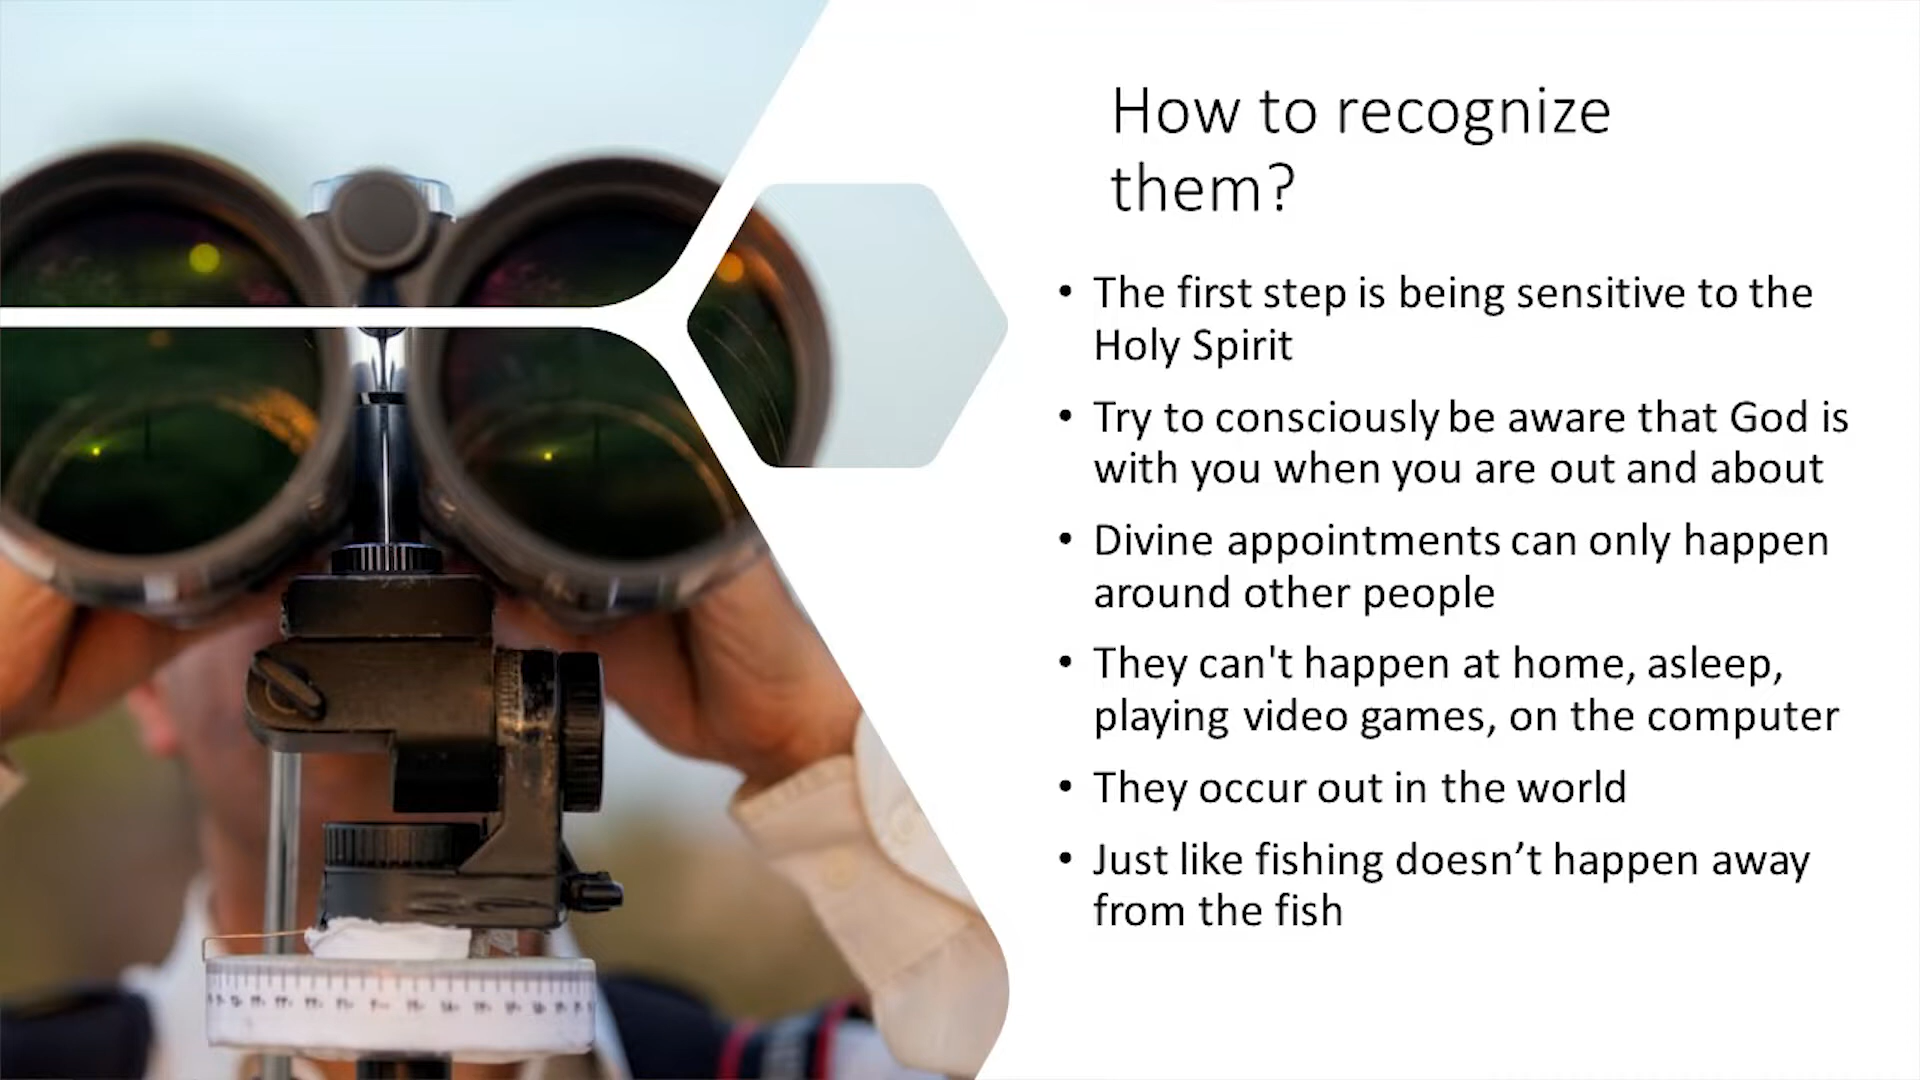 How to recognize
them?
• The first step is being sensitive to the
Holy Spirit
• Try to consciously be aware that God is
with you when you are out and about
• Divine appointments can only happen
around other people
• They can't happen at home, asleep,
playing video games, on the computer
• They occur out in the world
• Just like fishing doesn’t happen away
from the fish